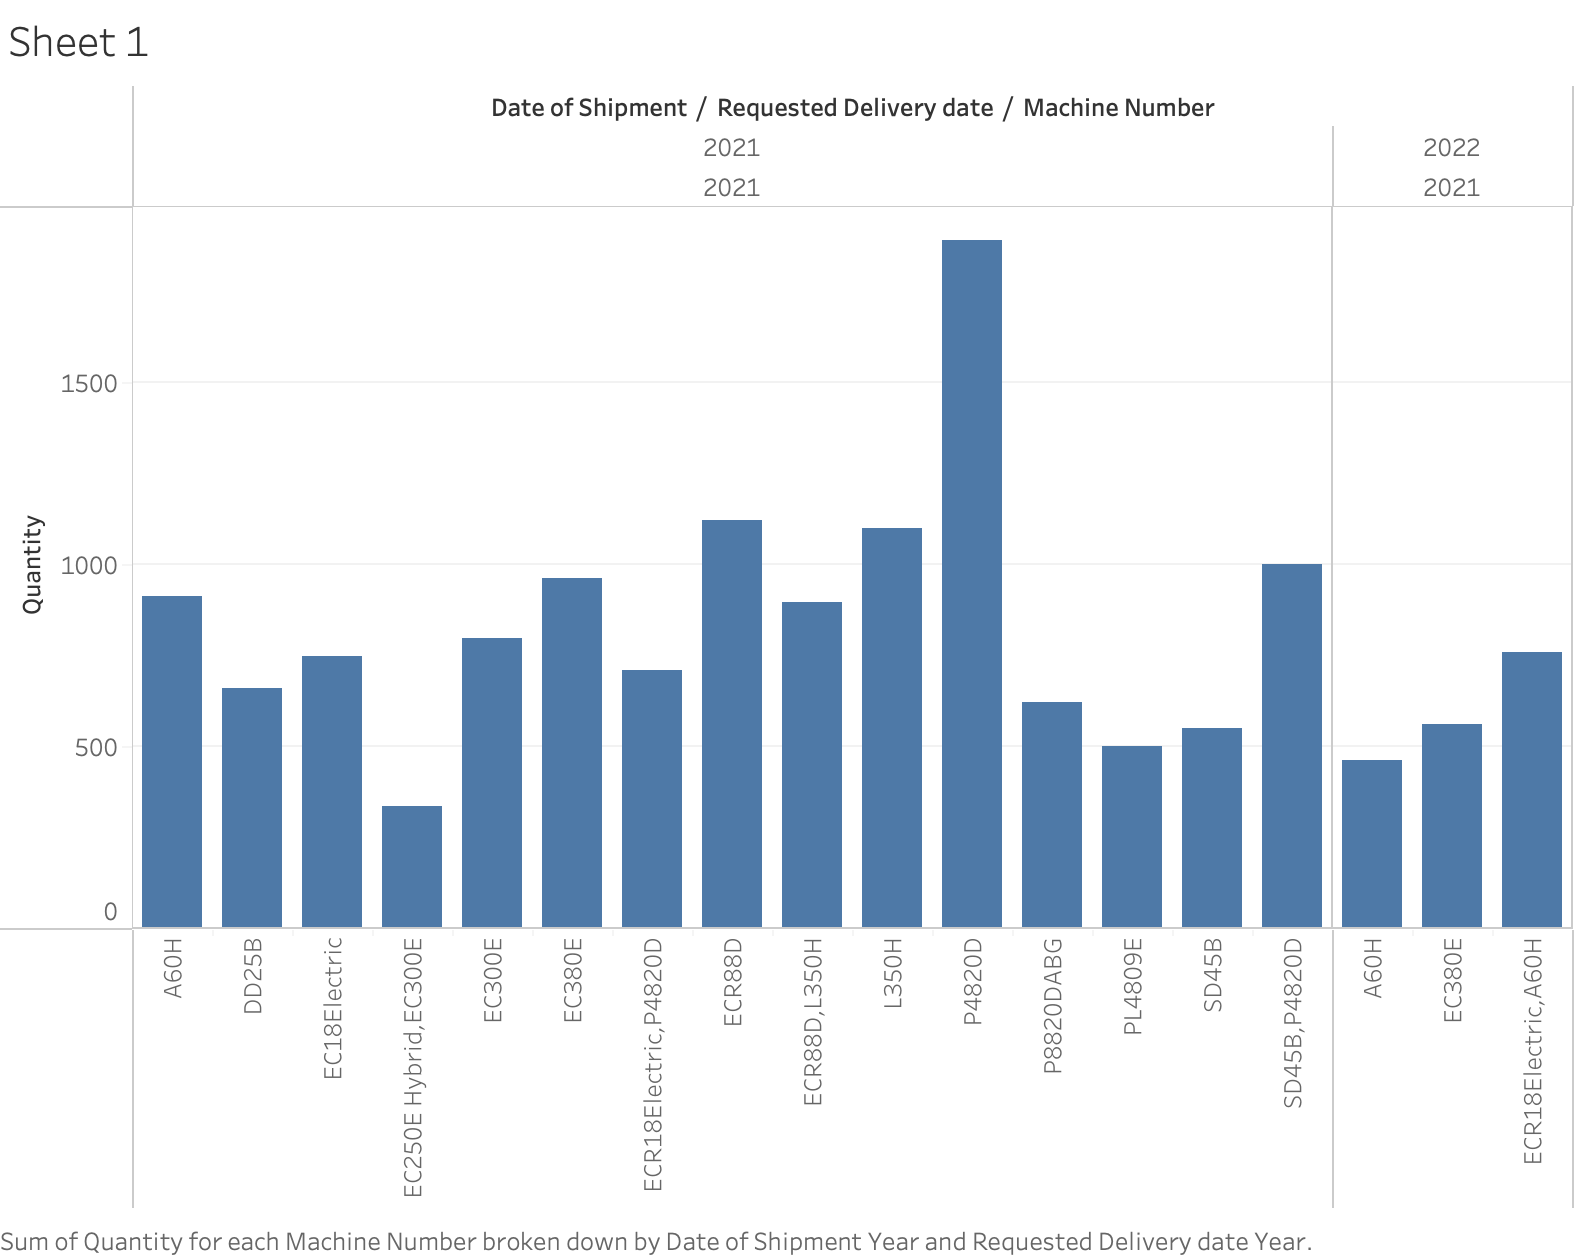 Sheet 1
Date of Shipment / Requested Delivery date / Machine Number
2021
2022
2021
2021
Quantity
1500
1000
500
0
A60H
DD25B
EC18Electric
EC250E Hybrid,EC300E
EC300E
EC380E
ECR18Electric,P4820D
ECR88D
ECR88D,L350H
L350H
P4820D
P8820DABG
PL4809E
SD45B
SD45B,P4820D
A60H
EC380E
ECR18Electric,A60H
Sum of Quantity for each Machine Number broken down by Date of Shipment Year and Requested Delivery date Year.